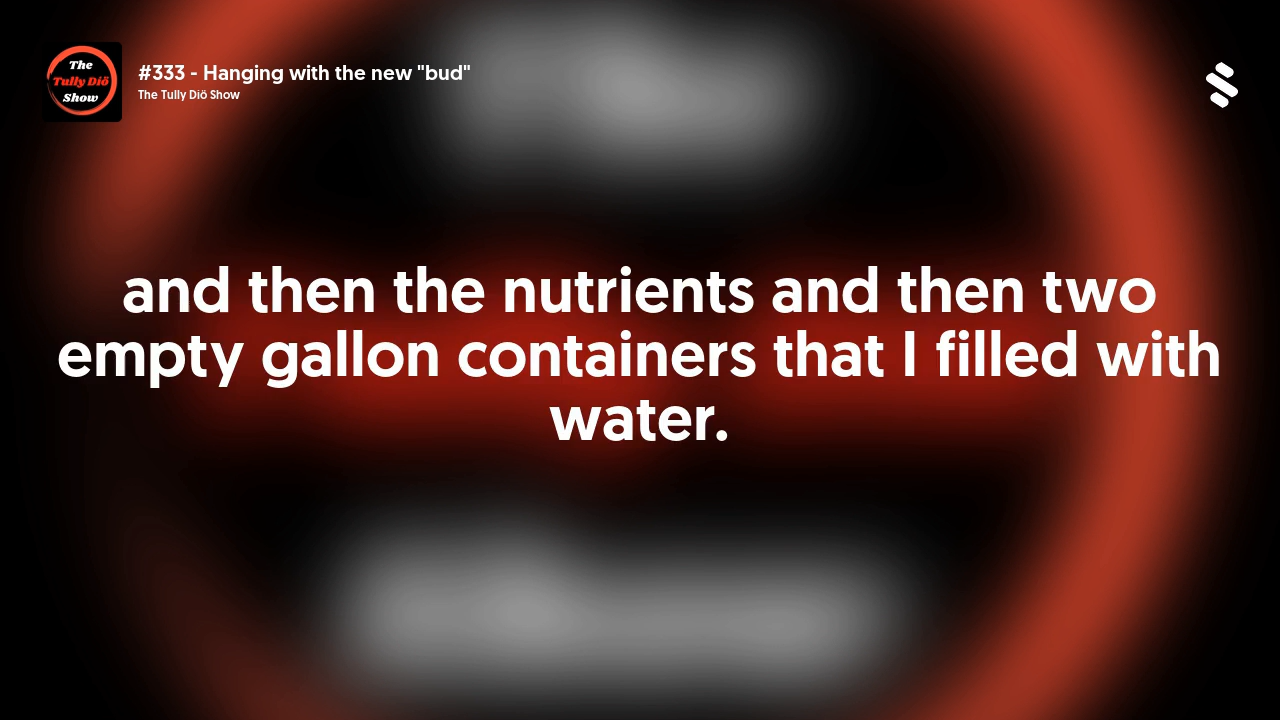 The
Tully Diö
Show
#333 - Hanging with the new "bud"
The Tully Diö Show
and then the nutrients and then two
empty gallon containers that I filled with
water.